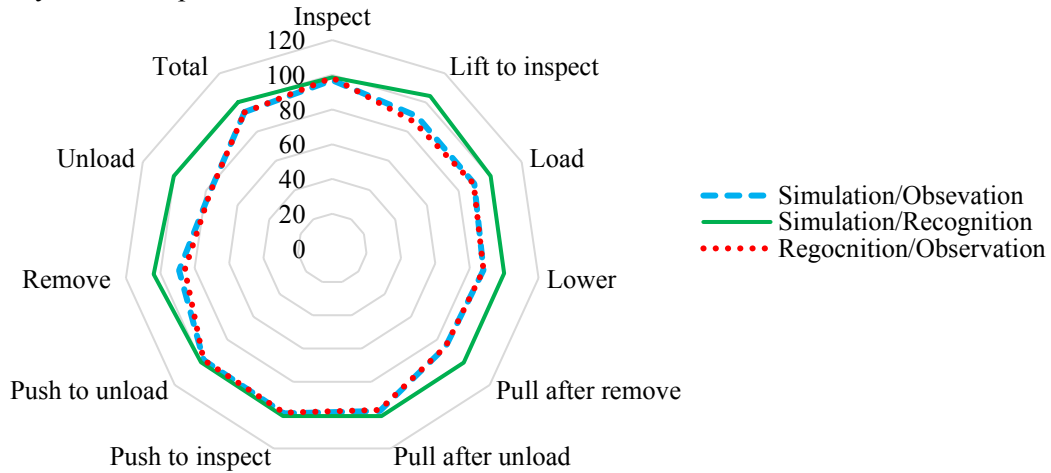 Inspect
120
100
80
60
40
20
0
Lift to inspect
Load
Lower
Pull after remove
Pull after unload
Push to inspect
Push to unload
Remove
Unload
Total
Simulation/Obsevation
Simulation/Recognition
Regocnition/Observation